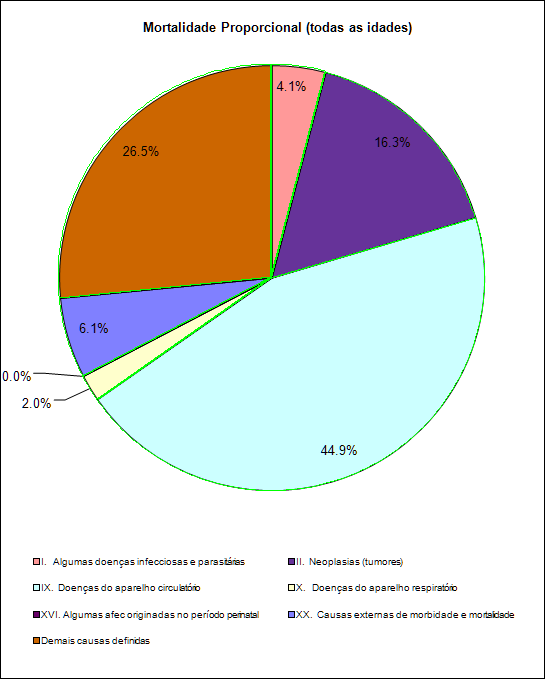 Mortalidade Proporcional (todas as idades)
4.1%
16.3%
26.5%
6.1%
0.0%
2.0%
44.9%
I. Algumas doenças infecciosas e parasitárias
II. Neoplasias (tumores)
IX. Doenças do aparelho circulatório
X. Doenças do aparelho respiratório
XVI. Algumas afec originadas no período perinatal
XX. Causas externas de morbidade e mortalidade
Demais causas definidas